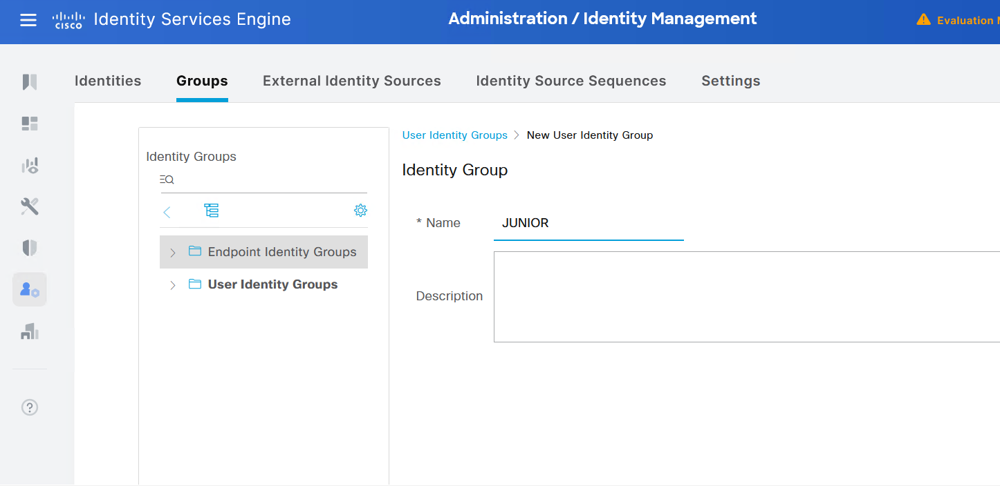 CISCO Identity Services Engine
Administration / Identity Management
Evaluation
Identities
Groups
External Identity Sources
Identity Source Sequences
Settings
Identity Groups
Endpoint Identity Groups
User Identity Groups
User Identity Groups > New User Identity Group
Identity Group
* Name JUNIOR
Description
?